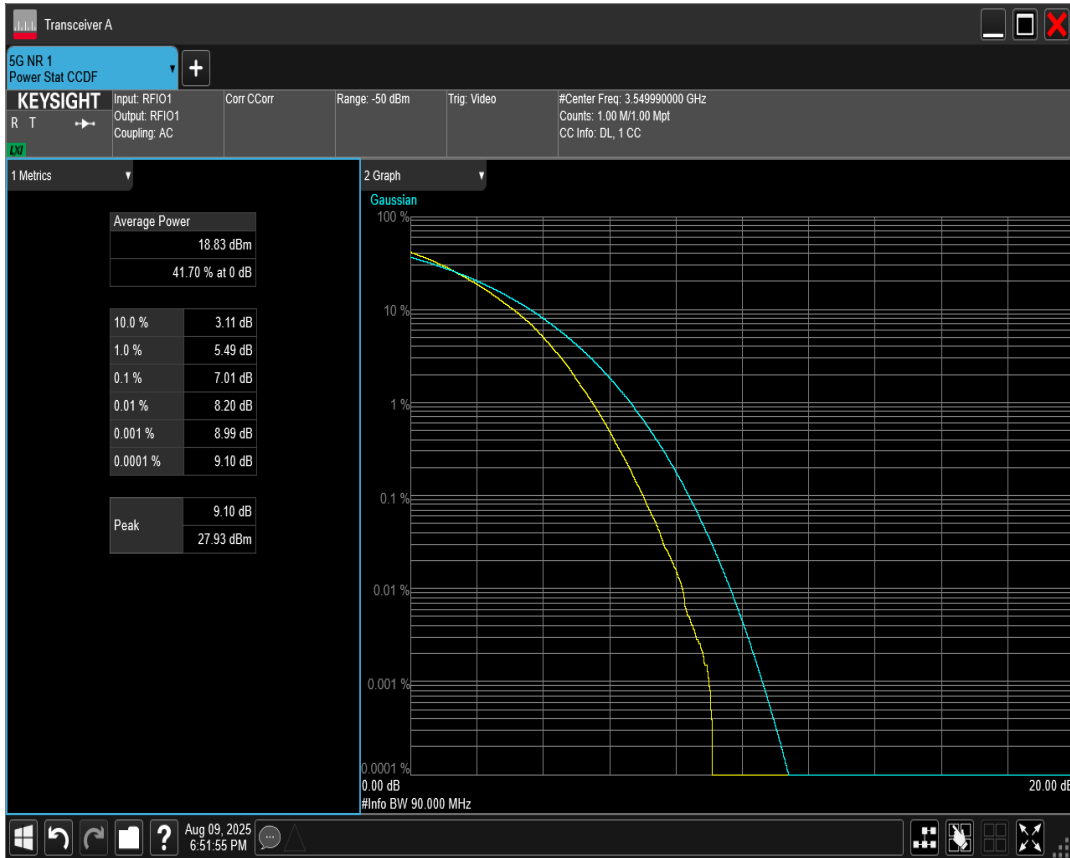 Transceiver A
5G NR 1
Power Stat CCDF
+
KEYSIGHT
R T
LXI
Input: RFIO1
Output: RFIO1
Coupling: AC
Corr CCorr
Range: -50 dBm
Trig: Video
#Center Freq: 3.549990000 GHz
Counts: 1.00 M/1.00 Mpt
CC Info: DL, 1 CC
1 Metrics
Average Power
18.83 dBm
41.70 % at 0 dB
10.0 % 3.11 dB
1.0 % 5.49 dB
0.1 % 7.01 dB
0.01 % 8.20 dB
0.001 % 8.99 dB
0.0001 % 9.10 dB
Peak
9.10 dB
27.93 dBm
2 Graph
Gaussian
100 %
10 %
1 %
0.1 %
0.01 %
0.001 %
0.0001 %
0.00 dB 20.00 dB
#Info BW 90.000 MHz
?
Aug 09, 2025
6:51:55 PM